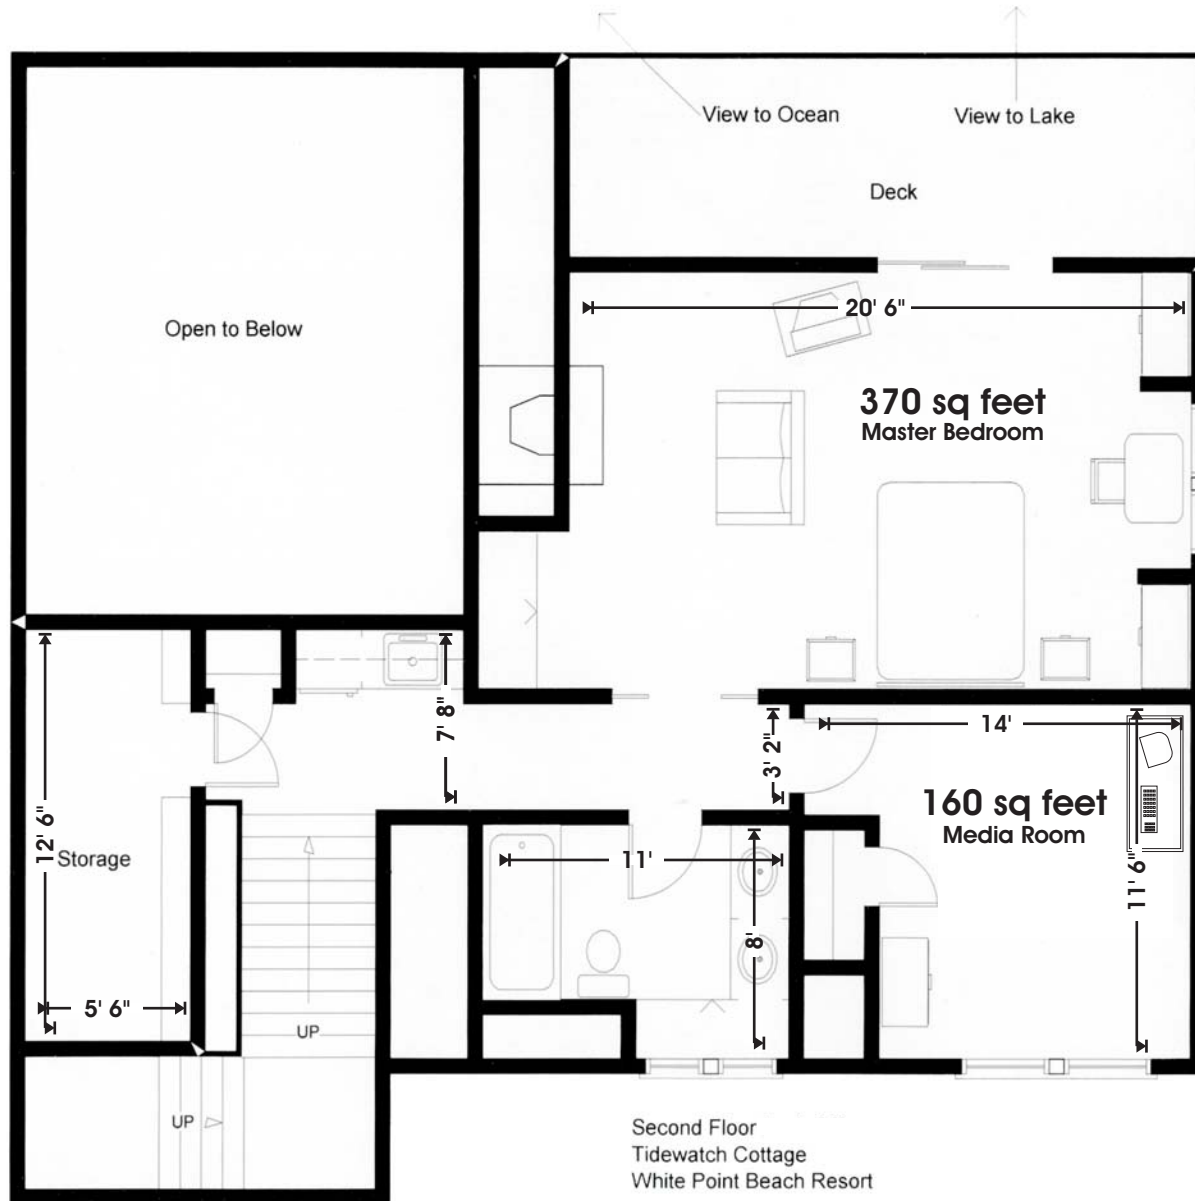 View to Ocean
View to Lake
Deck
20' 6"
Open to Below
370 sq feet
Master Bedroom
7' 8"
3' 2"
14'
160 sq feet
Media Room
12' 6"
Storage
11'
11' 6"
8'
5' 6"
UP
UP
Second Floor
Tidewatch Cottage
White Point Beach Resort